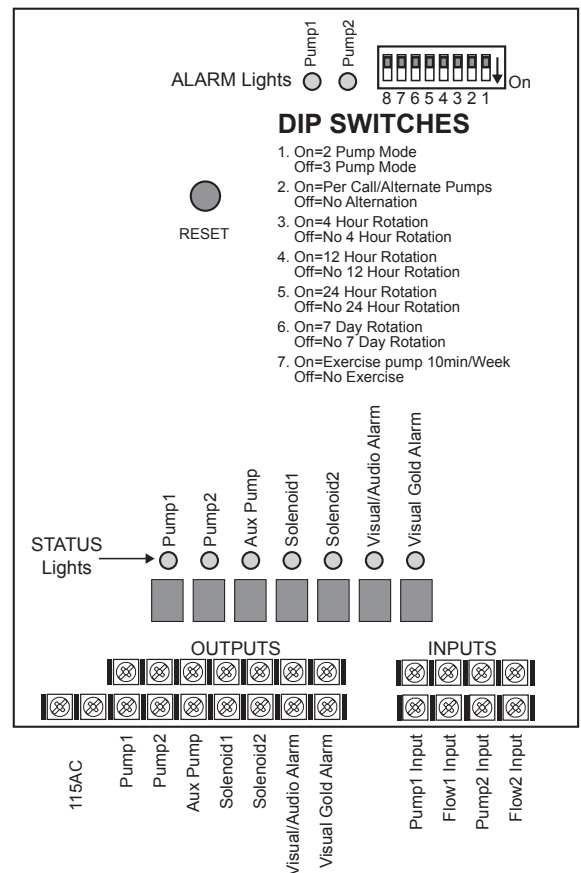 Pump1
Pump2
ALARM Lights
On
8 7 6 5 4 3 2 1
DIP SWITCHES
1. On=2 Pump Mode
Off=3 Pump Mode
2. On=Per Call/Alternate Pumps
Off=No Alternation
3. On=4 Hour Rotation
Off=No 4 Hour Rotation
4. On=12 Hour Rotation
Off=No 12 Hour Rotation
5. On=24 Hour Rotation
Off=No 24 Hour Rotation
6. On=7 Day Rotation
Off=No 7 Day Rotation
7. On=Exercise pump 10min/Week
Off=No Exercise
RESET
STATUS
Lights
Pump1
Pump2
Aux Pump
Solenoid1
Solenoid2
Visual/Audio Alarm
Visual Gold Alarm
OUTPUTS
INPUTS
115AC
Pump1
Pump2
Aux Pump
Solenoid1
Solenoid2
Visual/Audio Alarm
Visual Gold Alarm
Pump1 Input
Flow1 Input
Pump2 Input
Flow2 Input